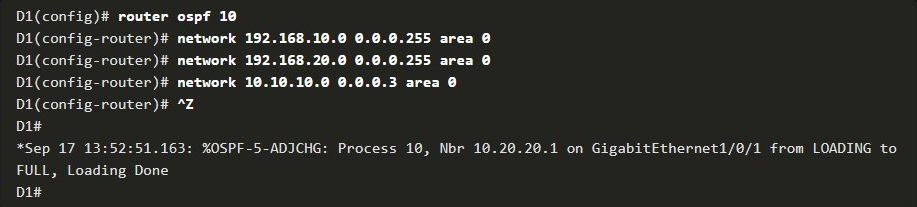 D1(config)# router ospf 10
D1(config-router)# network 192.168.10.0 0.0.0.255 area 0
D1(config-router)# network 192.168.20.0 0.0.0.255 area 0
D1(config-router)# network 10.10.10.0 0.0.0.3 area 0
D1(config-router)# ^Z
D1#
*Sep 17 13:52:51.163: %OSPF-5-ADJCHG: Process 10, Nbr 10.20.20.1 on GigabitEthernet1/0/1 from LOADING to
FULL, Loading Done
D1#